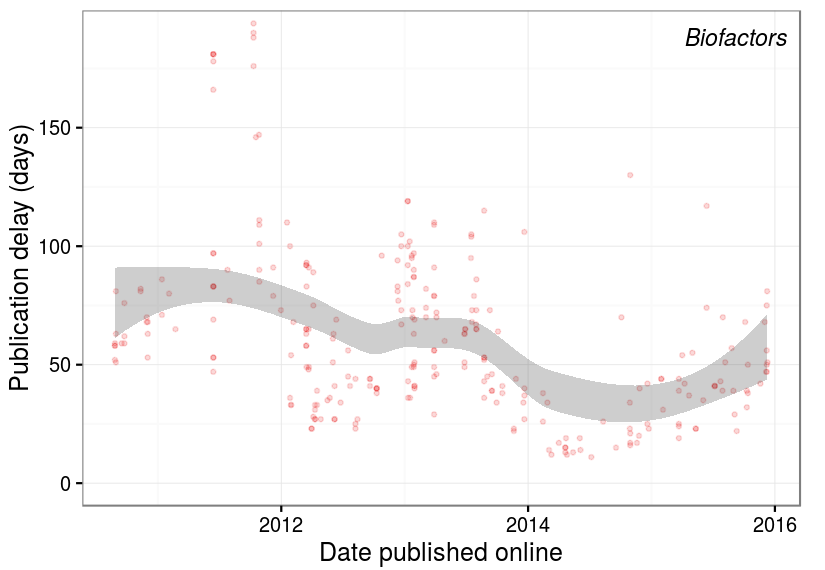 Biofactors
Publication delay (days)
150
100
50
0
2012
2014
2016
Date published online